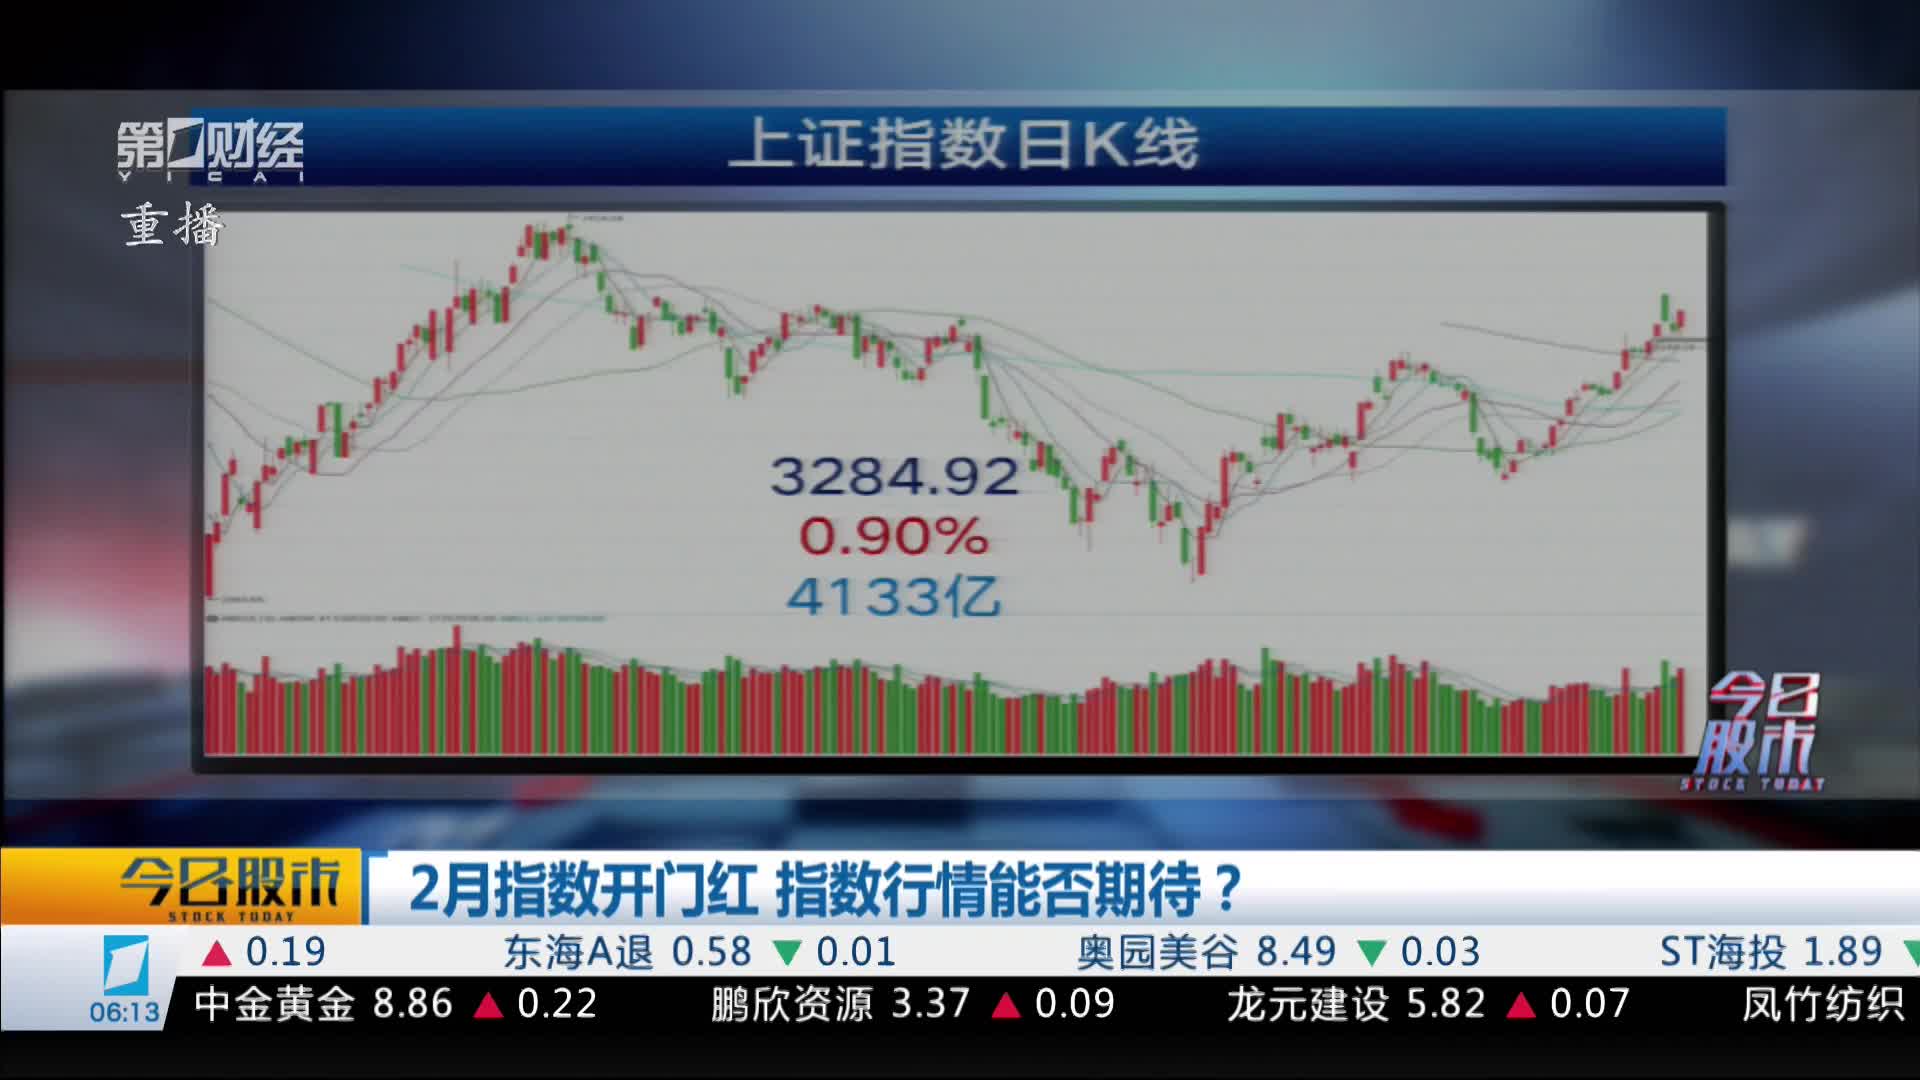 第1财经
YICAI
重播
上证指数日K线
3284.92
0.90%
4133亿
今日
股市
STOCK TODAY
今日股市
STOCK TODAY
2月指数开门红 指数行情能否期待？
▲ 0.19 东海A退 0.58 ▼ 0.01 奥园美谷 8.49 ▼ 0.03 ST海投 1.89 ▼
06:13
中金黄金 8.86 ▲ 0.22 鹏欣资源 3.37 ▲ 0.09 龙元建设 5.82 ▲ 0.07 凤竹纺织